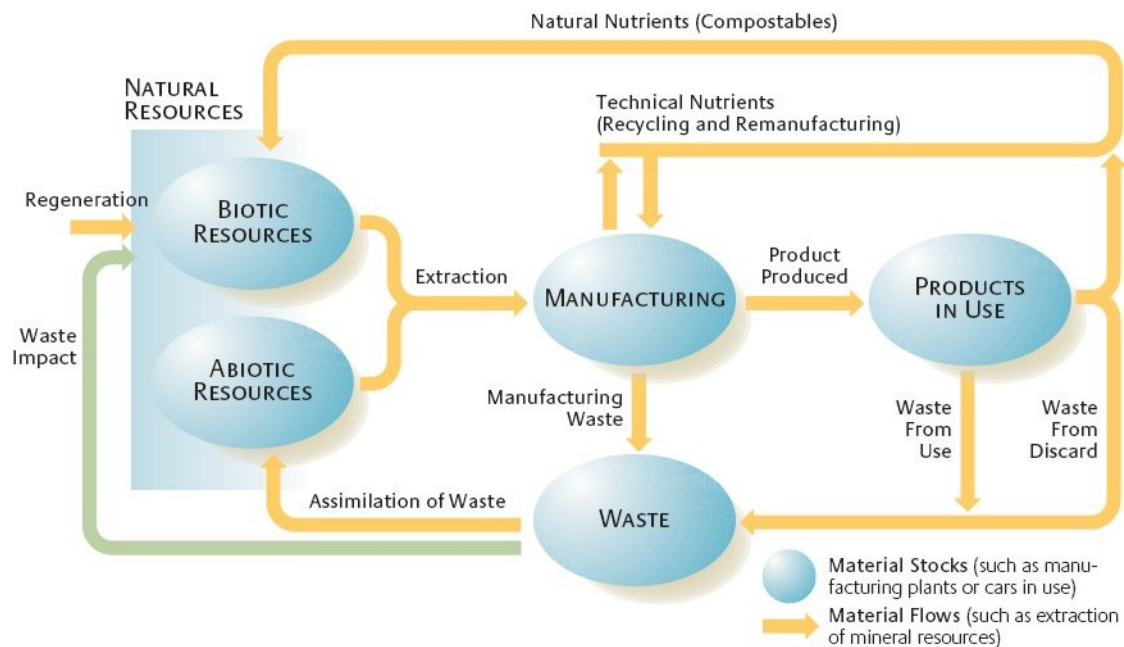 Natural Nutrients (Compostables)
NATURAL
RESOURCES
Technical Nutrients
(Recycling and Remanufacturing)
Regeneration
BIOTIC
RESOURCES
Extraction
MANUFACTURING
Product
Produced
PRODUCTS
IN USE
Waste
Impact
ABIOTIC
RESOURCES
Manufacturing
Waste
Waste
From
Use
Waste
From
Discard
Assimilation of Waste
WASTE
Material Stocks (such as manu-
facturing plants or cars in use)
Material Flows (such as extraction
of mineral resources)